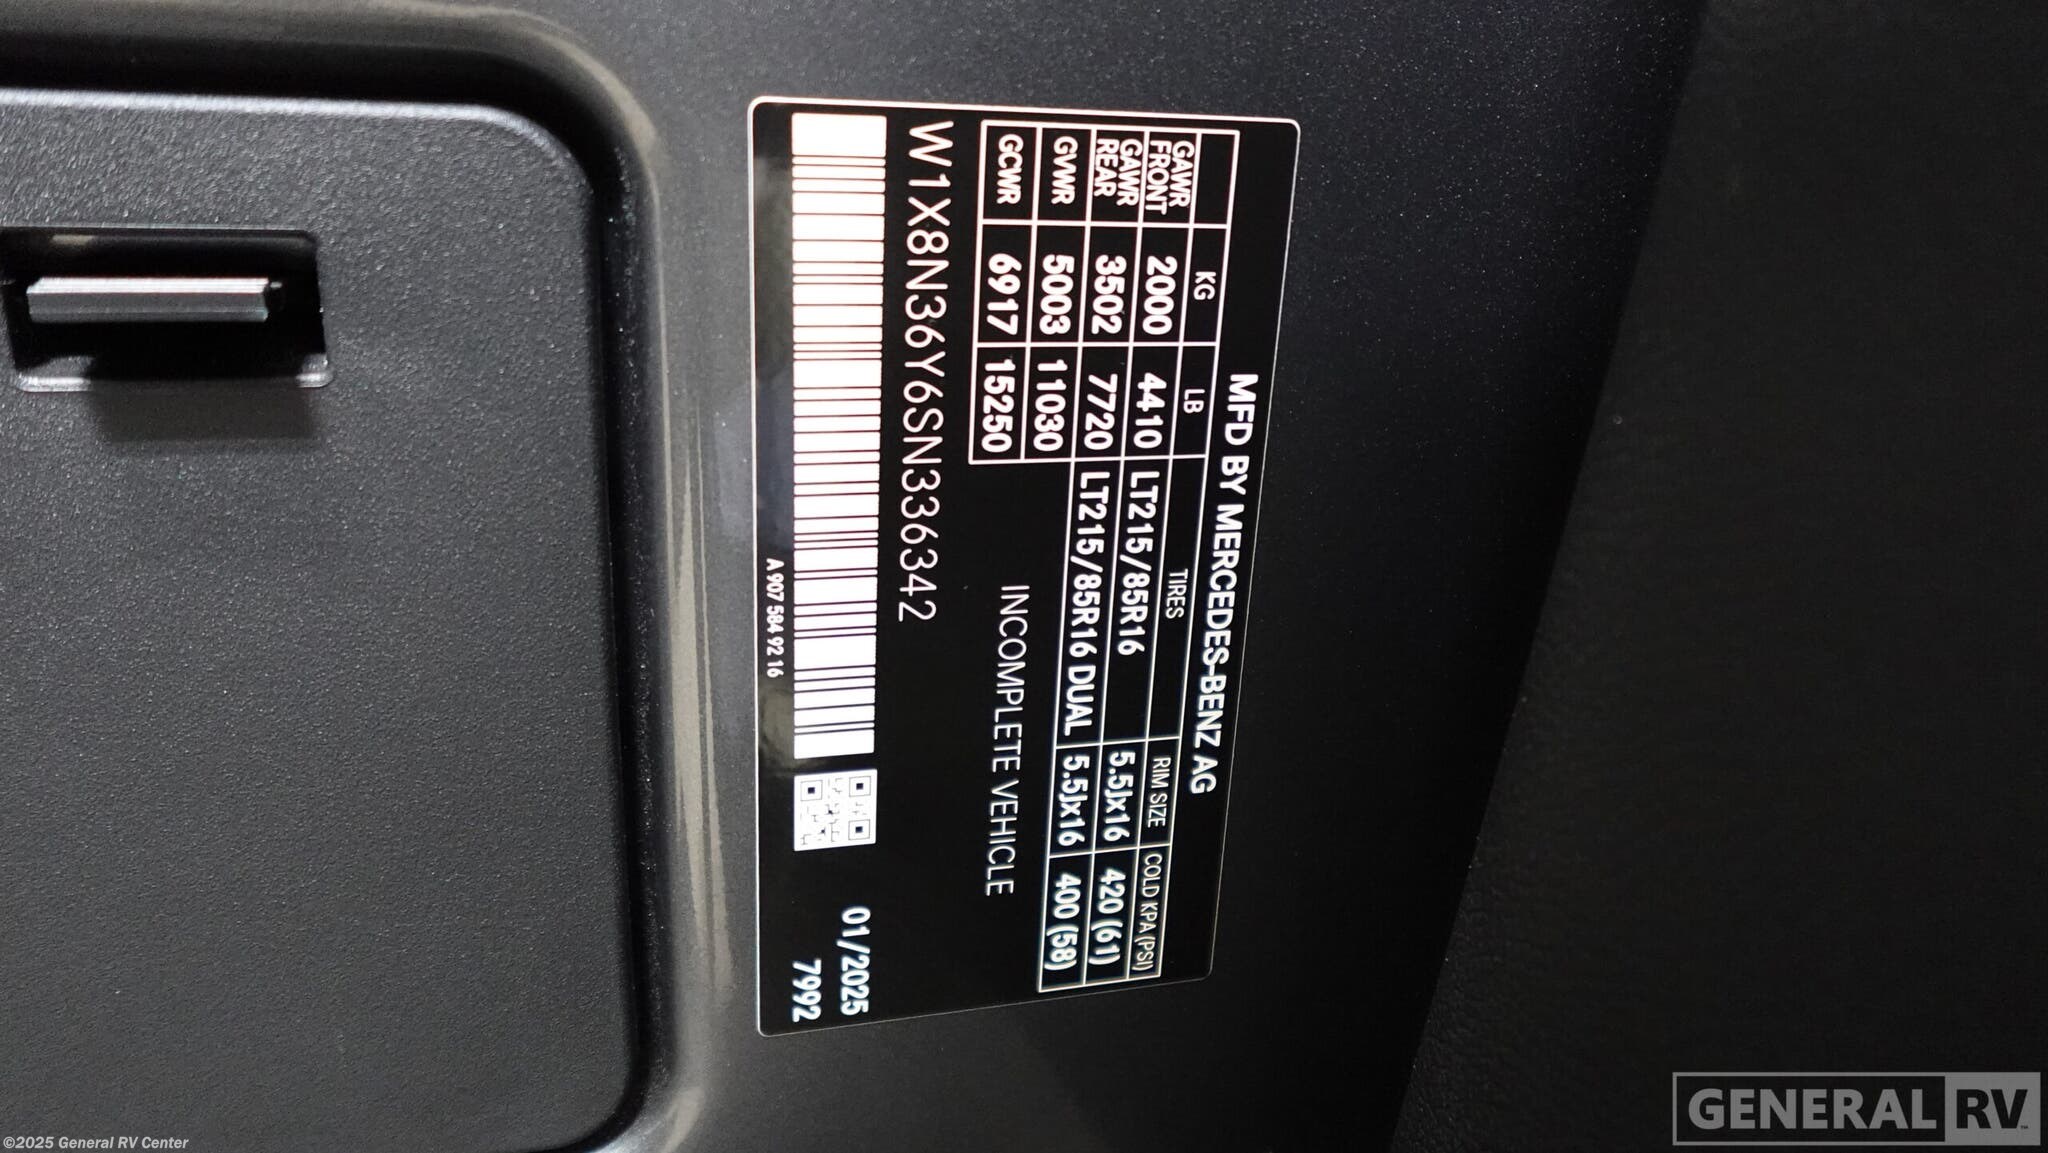 MFD BY MERCEDES-BENZ AG
KG LB TIRES RIM SIZE COLD KPA (PSI)
GAWR FRONT 2000 4410 LT215/85R16 5.5Jx16 420 (61)
GAWR REAR 3502 7720 LT215/85R16 DUAL 5.5Jx16 400 (58)
GVWR 5003 11030
GCWR 6917 15250
INCOMPLETE VEHICLE
W1X8N36Y6SN336342
01/2025
7992
A 907 584 92 16
GENERAL RV
©2025 General RV Center